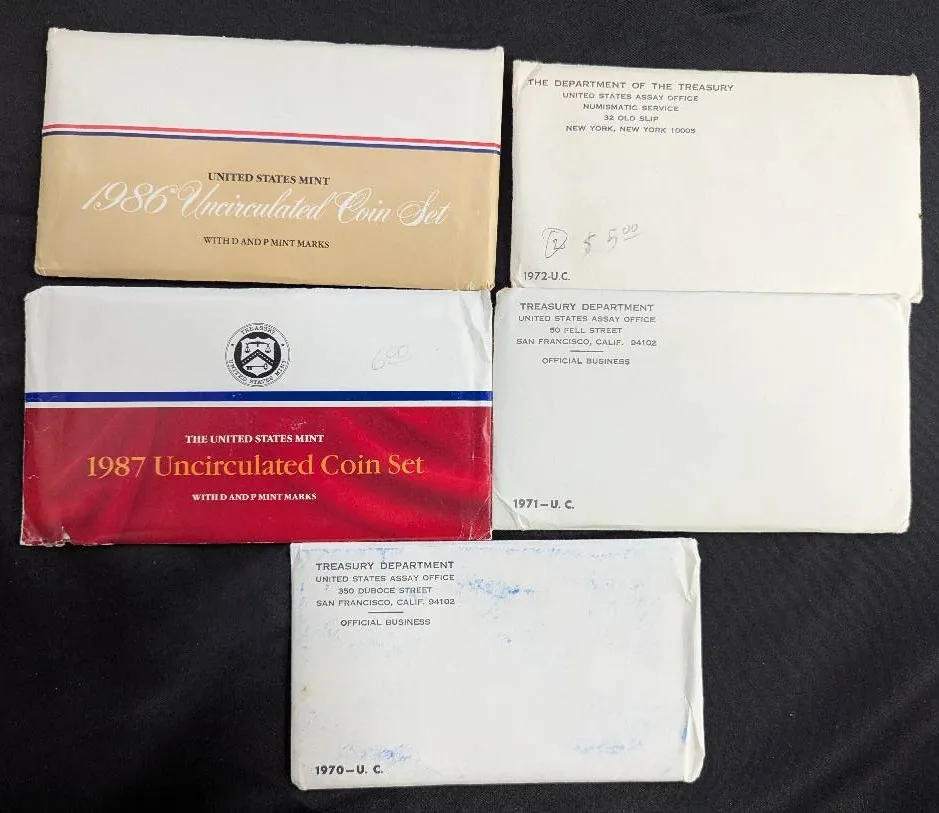 UNITED STATES MINT
1986 Uncirculated Coin Set
WITH D AND P MINT MARKS
THE DEPARTMENT OF THE TREASURY
UNITED STATES ASSAY OFFICE
NUMISMATIC SERVICE
32 OLD SLIP
NEW YORK, NEW YORK 10005
$ 5.00
1972-U.C.
TREASURY
UNITED STATES MINT
600
THE UNITED STATES MINT
1987 Uncirculated Coin Set
WITH D AND P MINT MARKS
TREASURY DEPARTMENT
UNITED STATES ASSAY OFFICE
50 FELL STREET
SAN FRANCISCO, CALIF. 94102
OFFICIAL BUSINESS
1971-U. C.
TREASURY DEPARTMENT
UNITED STATES ASSAY OFFICE
350 DUBOCE STREET
SAN FRANCISCO, CALIF. 94102
OFFICIAL BUSINESS
1970-U. C.